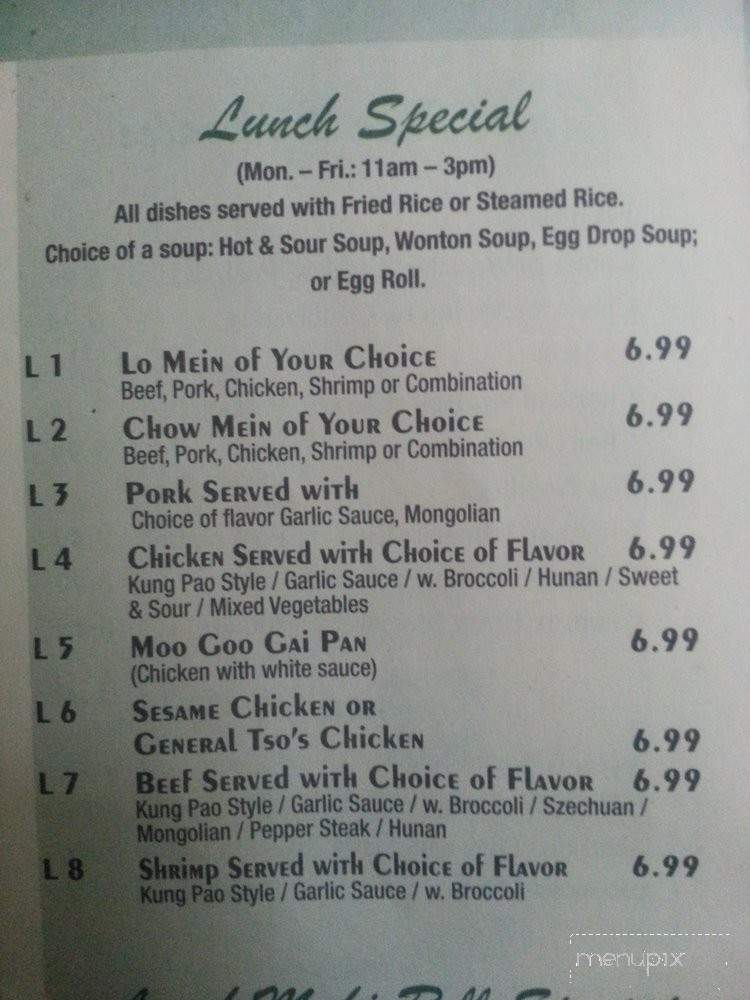 Lunch Special
(Mon. – Fri.: 11am – 3pm)
All dishes served with Fried Rice or Steamed Rice.
Choice of a soup: Hot & Sour Soup, Wonton Soup, Egg Drop Soup;
or Egg Roll.
L 1 Lo Mein of Your Choice 6.99
Beef, Pork, Chicken, Shrimp or Combination
L 2 Chow Mein of Your Choice 6.99
Beef, Pork, Chicken, Shrimp or Combination
L 3 Pork Served with 6.99
Choice of flavor Garlic Sauce, Mongolian
L 4 Chicken Served with Choice of Flavor 6.99
Kung Pao Style / Garlic Sauce / w. Broccoli / Hunan / Sweet
& Sour / Mixed Vegetables
L 5 Moo Goo Gai Pan 6.99
(Chicken with white sauce)
L 6 Sesame Chicken or
General Tso's Chicken 6.99
L 7 Beef Served with Choice of Flavor 6.99
Kung Pao Style / Garlic Sauce / w. Broccoli / Szechuan /
Mongolian / Pepper Steak / Hunan
L 8 Shrimp Served with Choice of Flavor 6.99
Kung Pao Style / Garlic Sauce / w. Broccoli
menupix